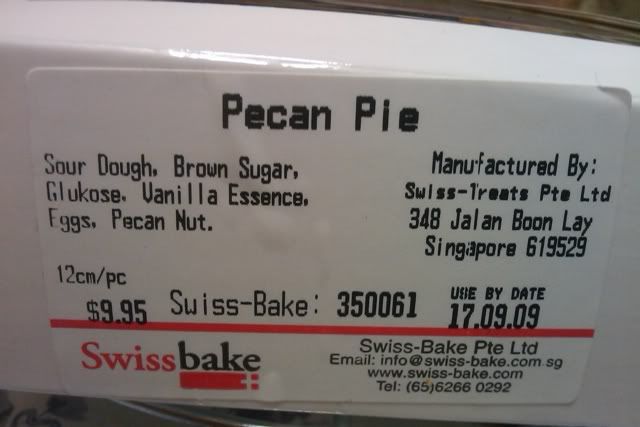 Pecan Pie
Sour Dough, Brown Sugar,
Glukose. Vanilla Essence,
Eggs, Pecan Nut.
Manufactured By:
Swiss-Treats Pte Ltd
348 Jalan Boon Lay
Singapore 619529
12cm/pc
$9.95
Swiss-Bake: 350061
USE BY DATE
17.09.09
Swissbake
Swiss-Bake Pte Ltd
Email: info@swiss-bake.com.sg
www.swiss-bake.com
Tel: (65)6266 0292